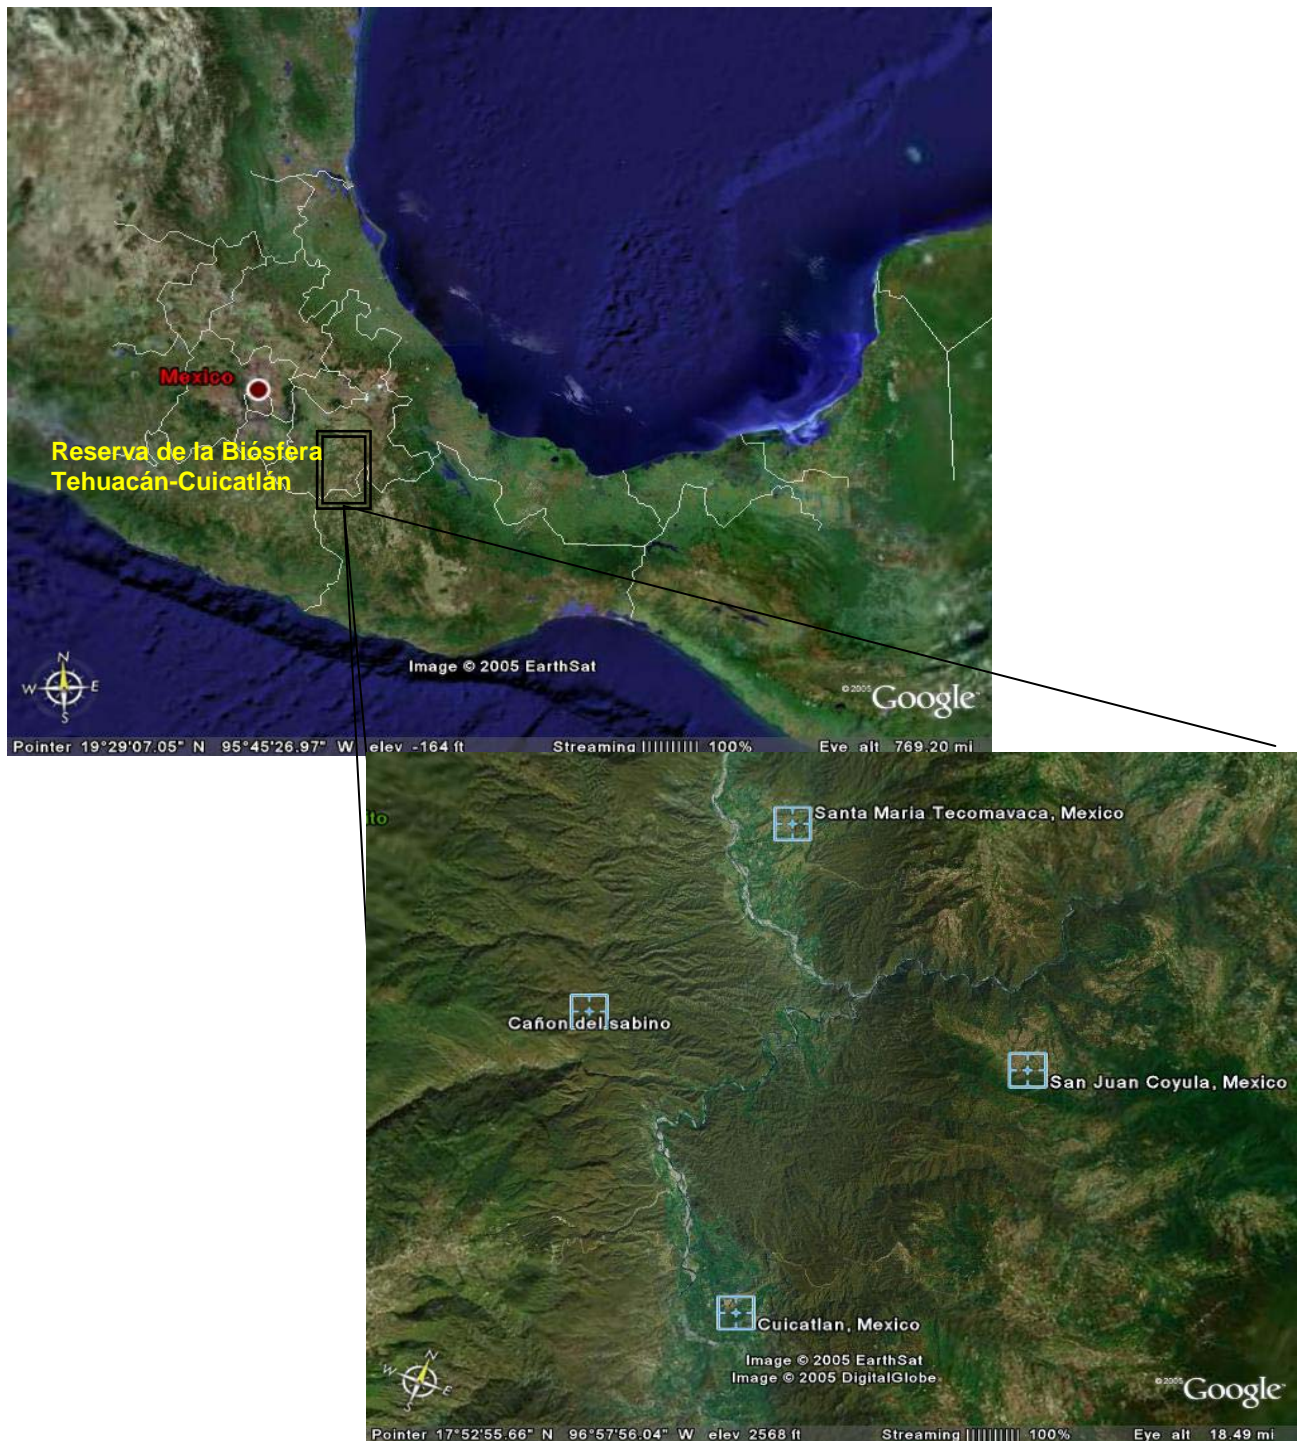 Mexico
Reserva de la Biósfera
Tehuacán-Cuicatlán
N
W E
S
Image © 2005 EarthSat
© 2005 Google
Pointer 19°29'07.05" N 95°45'26.97" W elev -164 ft Streaming |||||||||| 100% Eye alt 769.20 mi
ito
Santa Maria Tecomavaca, Mexico
Cañon del sabino
San Juan Coyula, Mexico
Cuicatlan, Mexico
Image © 2005 EarthSat
Image © 2005 DigitalGlobe
N
W E
S
© 2005 Google
Pointer 17°52'55.66" N 96°57'56.04" W elev 2568 ft Streaming |||||||||| 100% Eye alt 18.49 mi